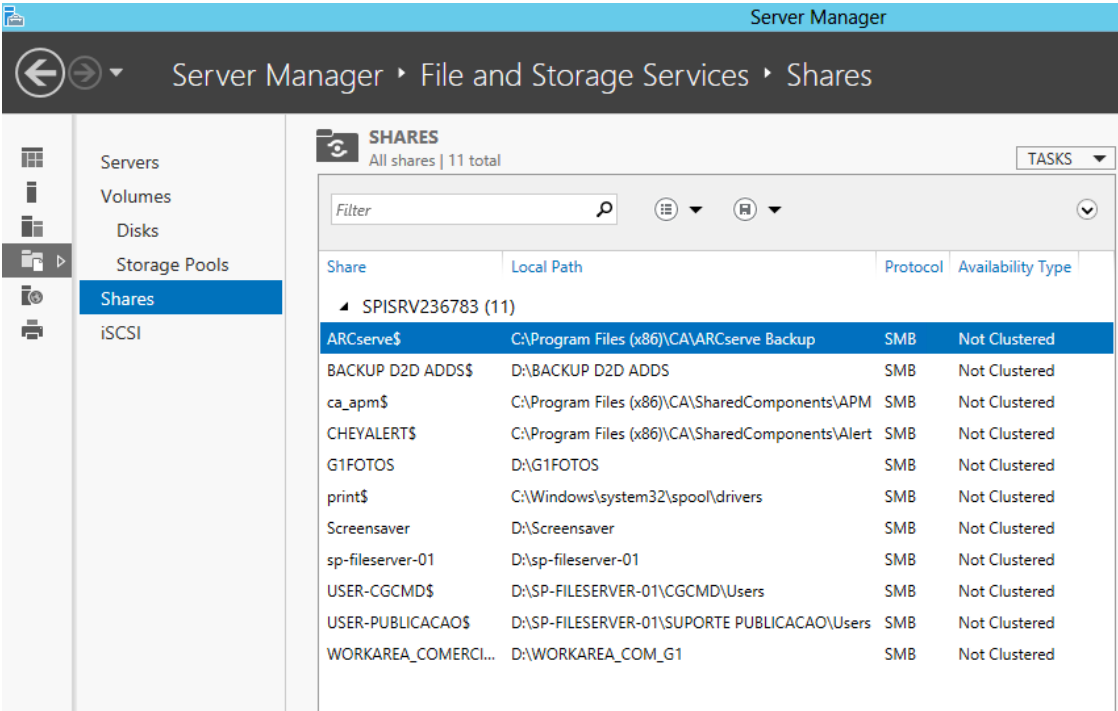 Server Manager
Server Manager ‣ File and Storage Services ‣ Shares
Servers
Volumes
Disks
Storage Pools
Shares
iSCSI
SHARES
All shares | 11 total
TASKS
Filter
Share Local Path Protocol Availability Type
SPISRV236783 (11)
ARCserve$ C:\Program Files (x86)\CA\ARCserve Backup SMB Not Clustered
BACKUP D2D ADDS$ D:\BACKUP D2D ADDS SMB Not Clustered
ca_apm$ C:\Program Files (x86)\CA\SharedComponents\APM SMB Not Clustered
CHEYALERT$ C:\Program Files (x86)\CA\SharedComponents\Alert SMB Not Clustered
G1FOTOS D:\G1FOTOS SMB Not Clustered
print$ C:\Windows\system32\spool\drivers SMB Not Clustered
Screensaver D:\Screensaver SMB Not Clustered
sp-fileserver-01 D:\sp-fileserver-01 SMB Not Clustered
USER-CGCMD$ D:\SP-FILESERVER-01\CGCMD\Users SMB Not Clustered
USER-PUBLICACAO$ D:\SP-FILESERVER-01\SUPORTE PUBLICACAO\Users SMB Not Clustered
WORKAREA_COMERCI... D:\WORKAREA_COM_G1 SMB Not Clustered